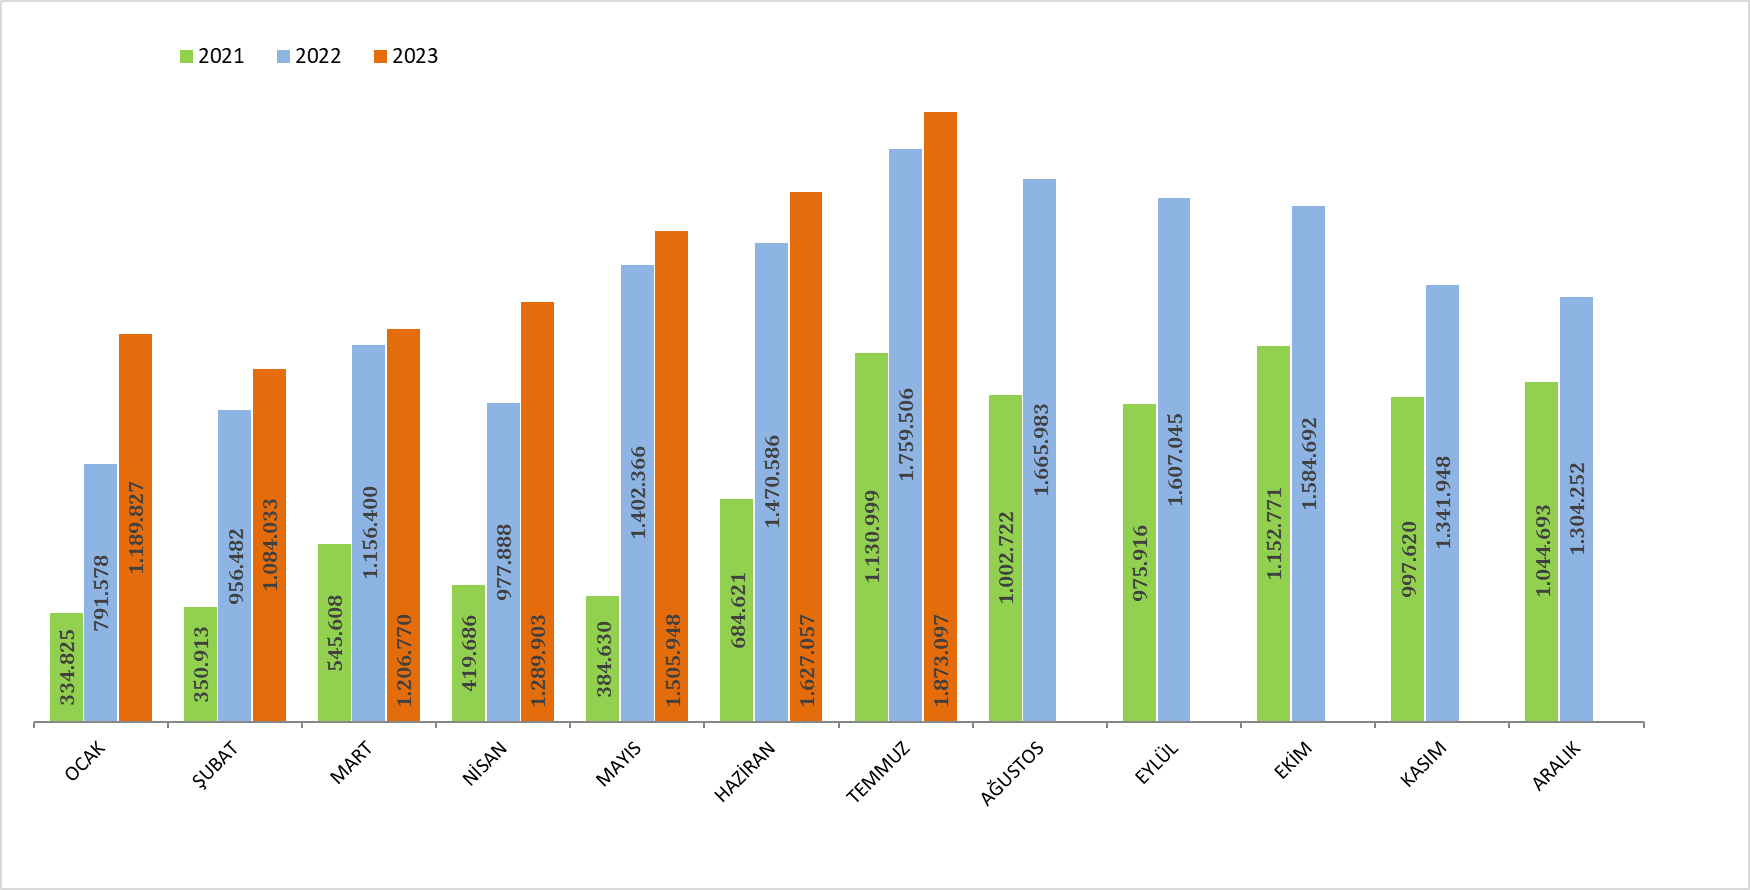 2021
2022
2023
334.825
791.578
1.189.827
350.913
956.482
1.084.033
545.608
1.156.400
1.206.770
419.686
977.888
1.289.903
384.630
1.402.366
1.505.948
684.621
1.470.586
1.627.057
1.130.999
1.759.506
1.873.097
1.002.722
1.665.983
975.916
1.607.045
1.152.771
1.584.692
997.620
1.341.948
1.044.693
1.304.252
OCAK
ŞUBAT
MART
NİSAN
MAYIS
HAZİRAN
TEMMUZ
AĞUSTOS
EYLÜL
EKİM
KASIM
ARALIK